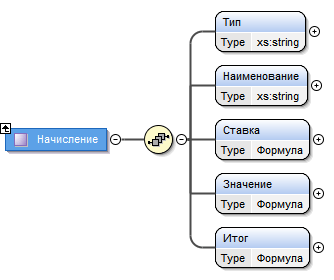 Тип
Type xs:string
Наименование
Type xs:string
Начисление
Ставка
Type Формула
Значение
Type Формула
Итог
Type Формула